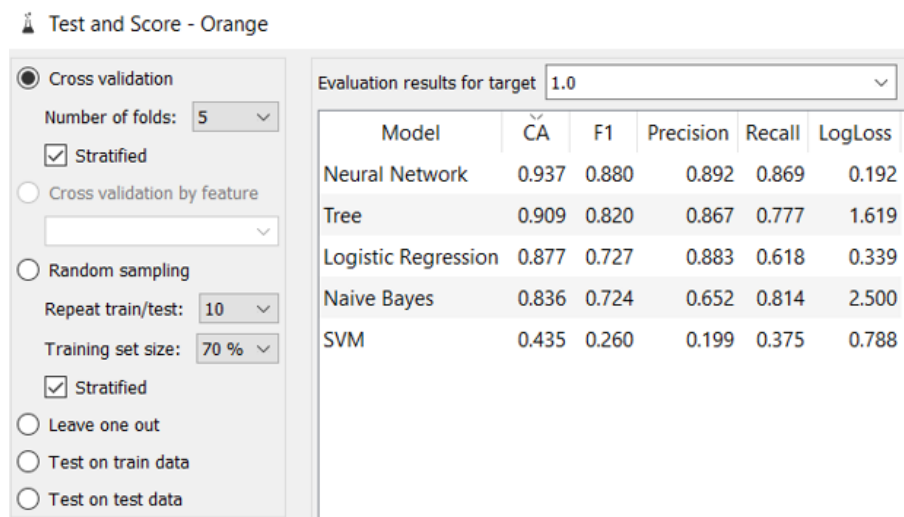 Test and Score - Orange
Cross validation
Number of folds: 5
Stratified
Cross validation by feature
Random sampling
Repeat train/test: 10
Training set size: 70 %
Stratified
Leave one out
Test on train data
Test on test data
Evaluation results for target 1.0
Model CA F1 Precision Recall LogLoss
Neural Network 0.937 0.880 0.892 0.869 0.192
Tree 0.909 0.820 0.867 0.777 1.619
Logistic Regression 0.877 0.727 0.883 0.618 0.339
Naive Bayes 0.836 0.724 0.652 0.814 2.500
SVM 0.435 0.260 0.199 0.375 0.788